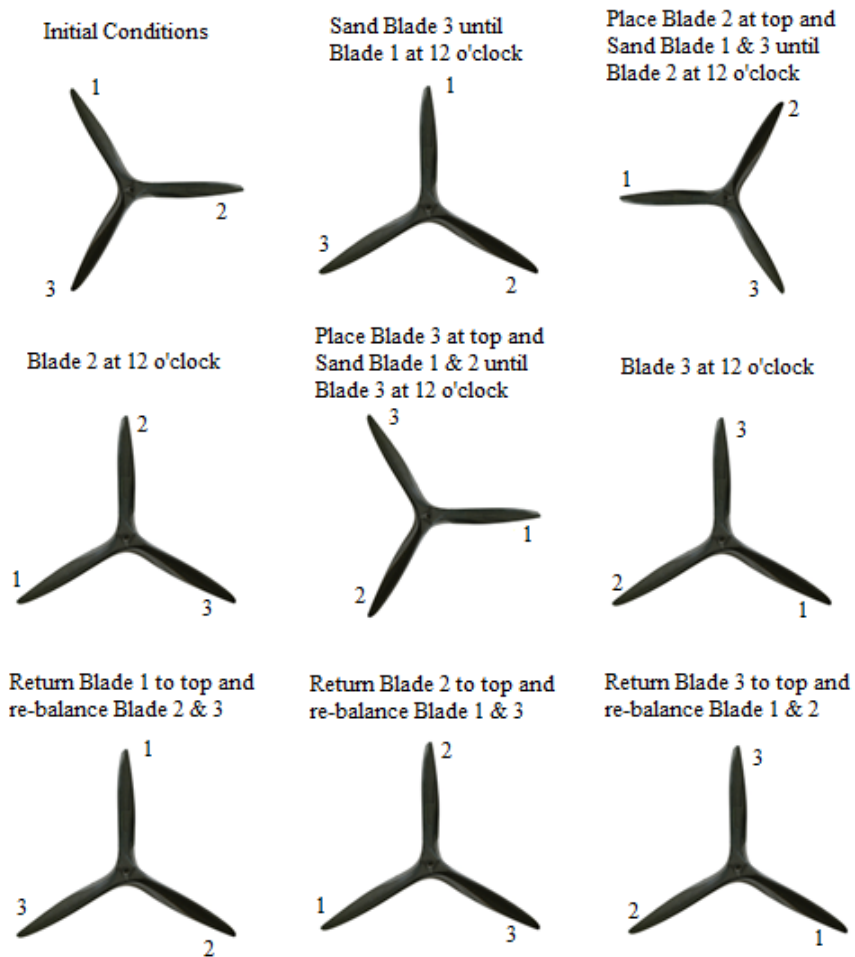 Initial Conditions
1
2
3
Sand Blade 3 until
Blade 1 at 12 o'clock
1
3
2
Place Blade 2 at top and
Sand Blade 1 & 3 until
Blade 2 at 12 o'clock
2
1
3
Blade 2 at 12 o'clock
2
1
3
Place Blade 3 at top and
Sand Blade 1 & 2 until
Blade 3 at 12 o'clock
3
1
2
Blade 3 at 12 o'clock
3
2
1
Return Blade 1 to top and
re-balance Blade 2 & 3
1
3
2
Return Blade 2 to top and
re-balance Blade 1 & 3
2
1
3
Return Blade 3 to top and
re-balance Blade 1 & 2
3
2
1